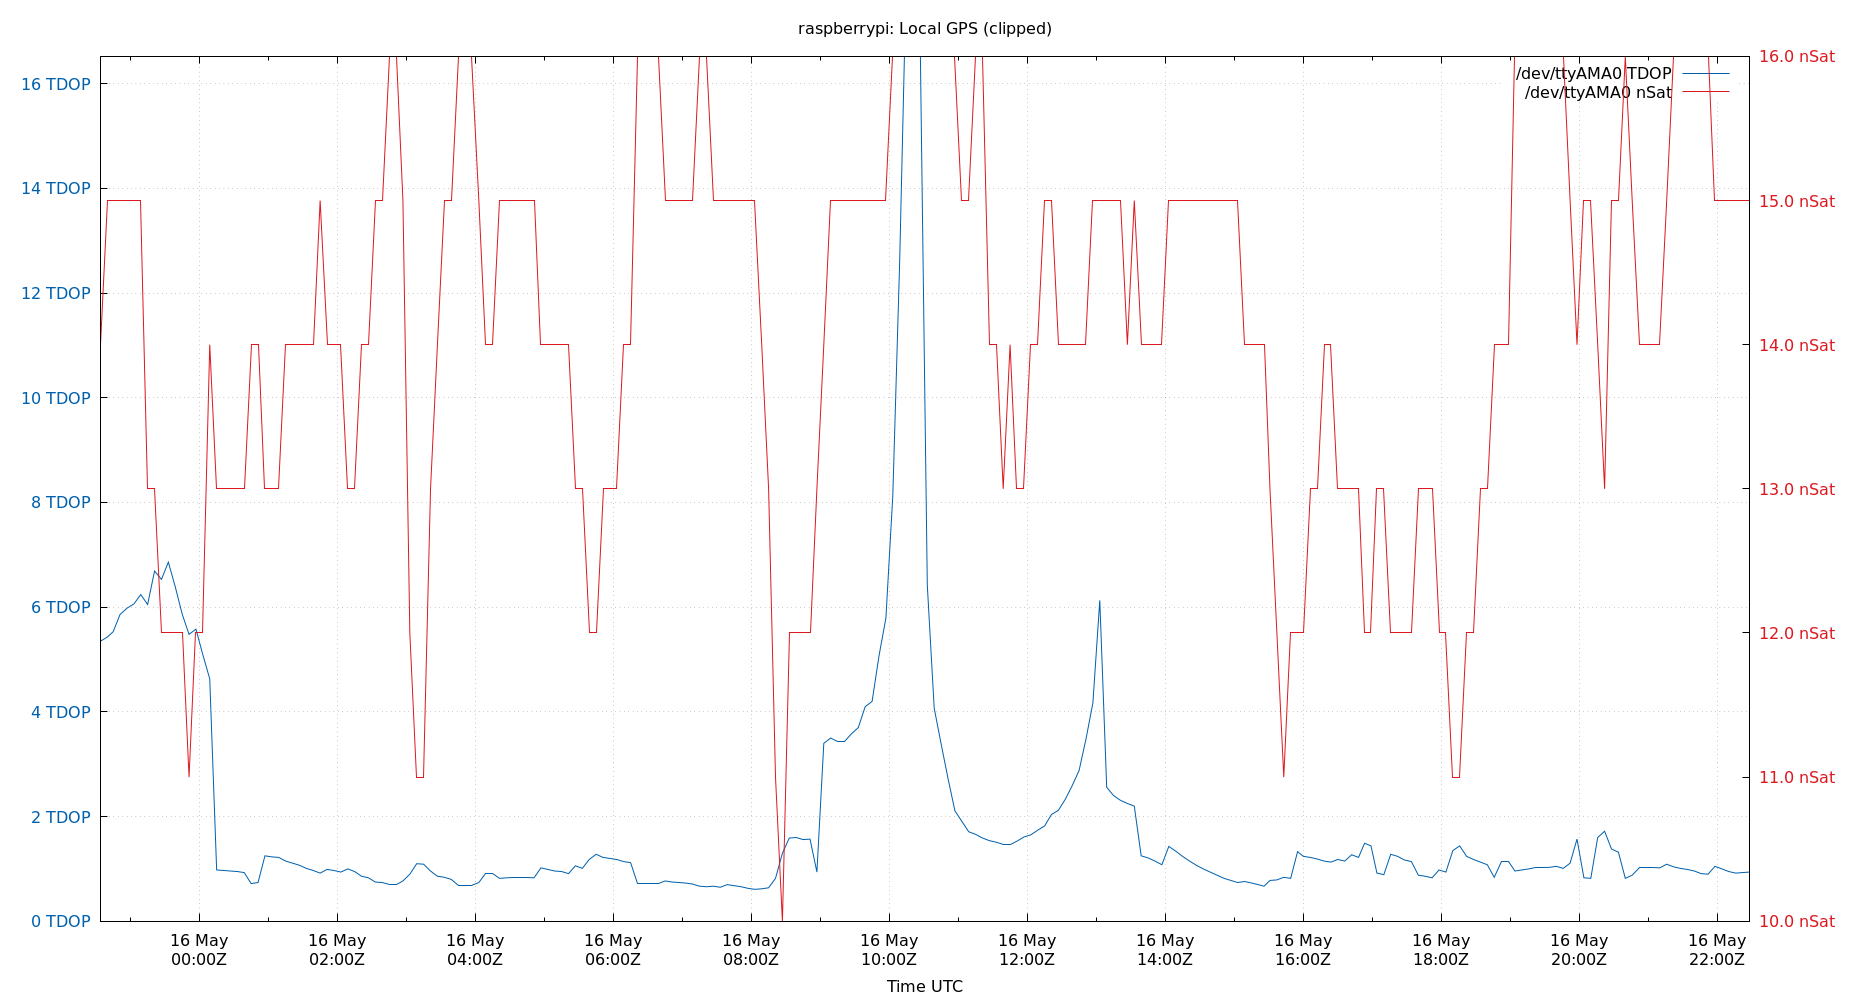 raspberrypi: Local GPS (clipped)
16 TDOP
14 TDOP
12 TDOP
10 TDOP
8 TDOP
6 TDOP
4 TDOP
2 TDOP
0 TDOP
16.0 nSat
15.0 nSat
14.0 nSat
13.0 nSat
12.0 nSat
11.0 nSat
10.0 nSat
/dev/ttyAMA0 TDOP
/dev/ttyAMA0 nSat
16 May
00:00Z
16 May
02:00Z
16 May
04:00Z
16 May
06:00Z
16 May
08:00Z
16 May
10:00Z
16 May
12:00Z
16 May
14:00Z
16 May
16:00Z
16 May
18:00Z
16 May
20:00Z
16 May
22:00Z
Time UTC